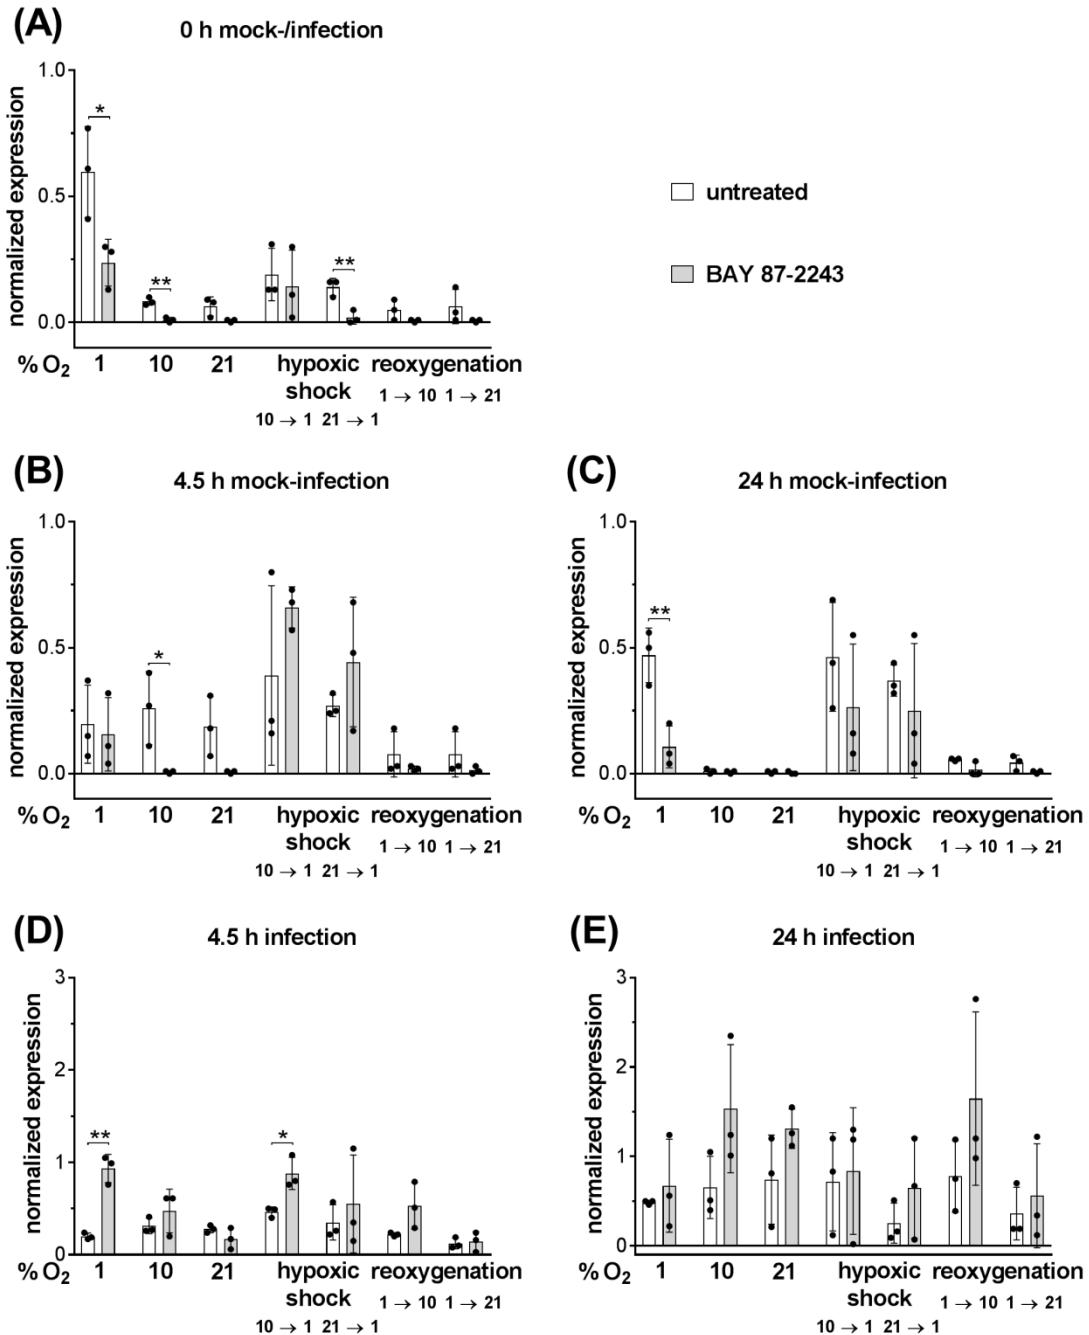 (A)
0 h mock-/infection
normalized expression
1.0
0.5
0.0
*
**
**
untreated
BAY 87-2243
% O2 1 10 21 hypoxic shock reoxygenation
10 → 1 21 → 1 1 → 10 1 → 21
(B)
4.5 h mock-infection
normalized expression
1.0
0.5
0.0
*
% O2 1 10 21 hypoxic shock reoxygenation
10 → 1 21 → 1 1 → 10 1 → 21
(C)
24 h mock-infection
normalized expression
1.0
0.5
0.0
**
% O2 1 10 21 hypoxic shock reoxygenation
10 → 1 21 → 1 1 → 10 1 → 21
(D)
4.5 h infection
normalized expression
3
2
1
0
**
*
% O2 1 10 21 hypoxic shock reoxygenation
10 → 1 21 → 1 1 → 10 1 → 21
(E)
24 h infection
normalized expression
3
2
1
0
% O2 1 10 21 hypoxic shock reoxygenation
10 → 1 21 → 1 1 → 10 1 → 21